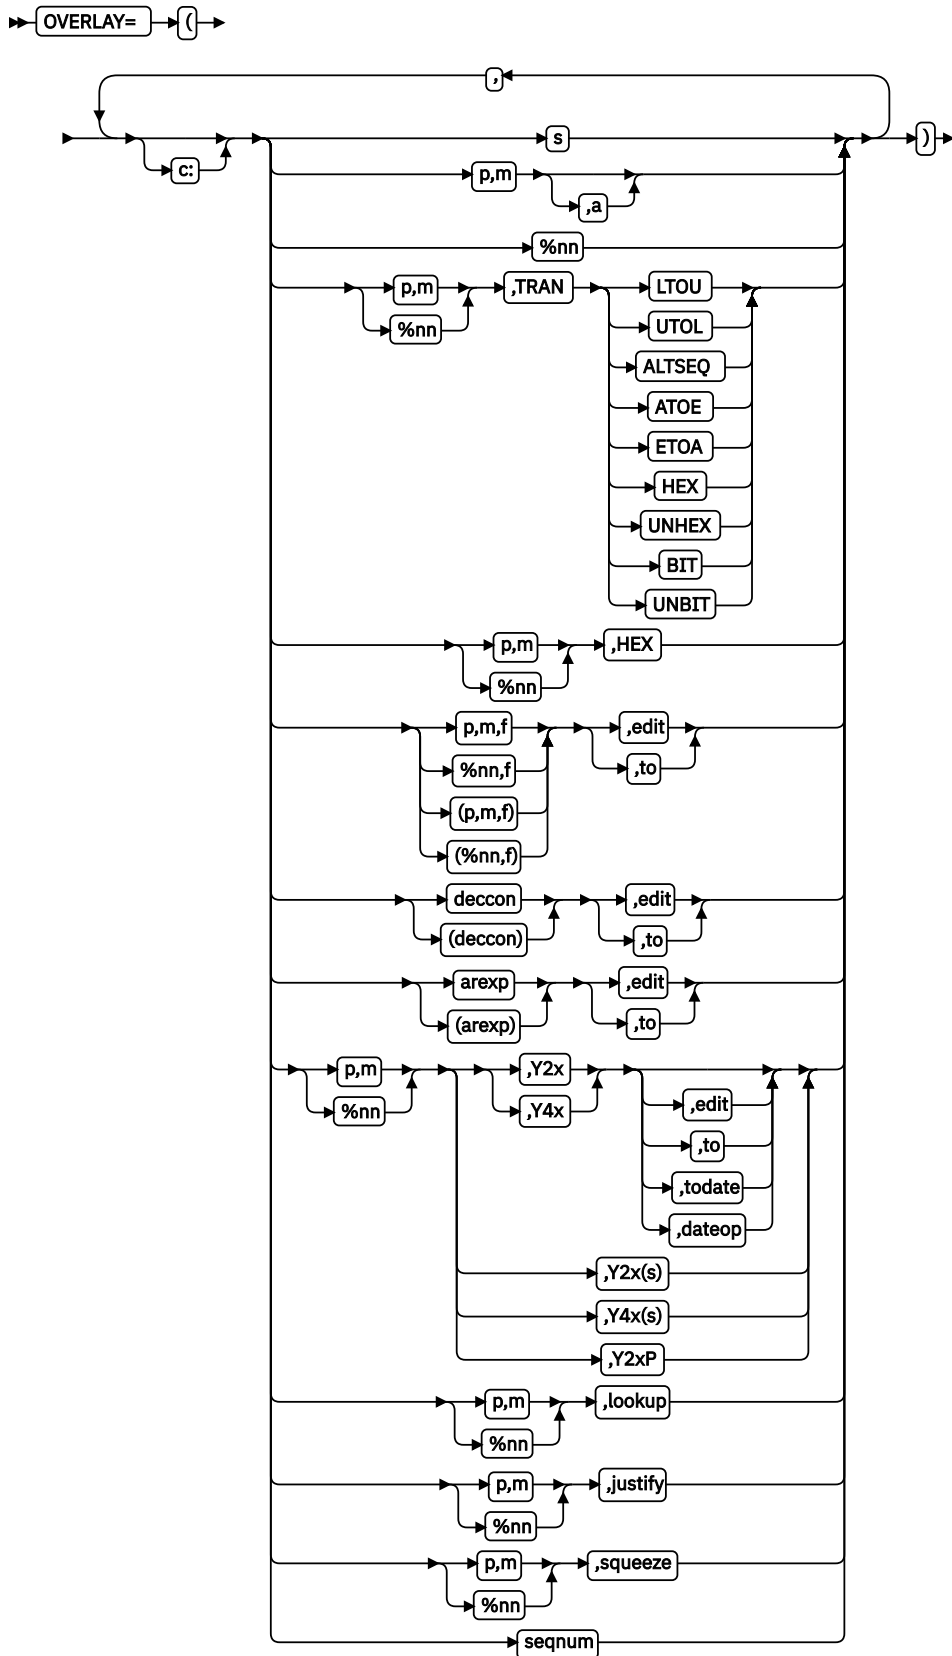 OVERLAY= (
,
s )
c:
p,m
,a
%nn
p,m ,TRAN LTOU
%nn UTOL
ALTSEQ
ATOE
ETOA
HEX
UNHEX
BIT
UNBIT
p,m ,HEX
%nn
p,m,f ,edit
%nn,f ,to
(p,m,f)
(%nn,f)
deccon ,edit
(deccon) ,to
arexp ,edit
(arexp) ,to
p,m ,Y2x
%nn ,Y4x ,edit
,to
,todate
,dateop
,Y2x(s)
,Y4x(s)
,Y2xP
p,m ,lookup
%nn
p,m ,justify
%nn
p,m ,squeeze
%nn
seqnum